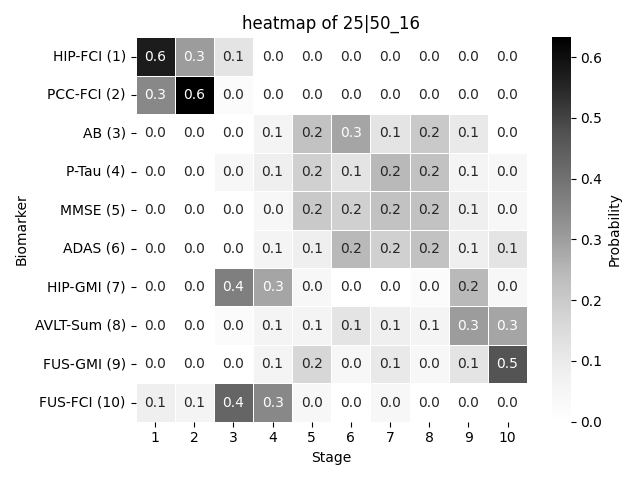 heatmap of 25|50_16
HIP-FCI (1) 0.6 0.3 0.1 0.0 0.0 0.0 0.0 0.0 0.0 0.0
PCC-FCI (2) 0.3 0.6 0.0 0.0 0.0 0.0 0.0 0.0 0.0 0.0
AB (3) 0.0 0.0 0.0 0.1 0.2 0.3 0.1 0.2 0.1 0.0
P-Tau (4) 0.0 0.0 0.0 0.1 0.2 0.1 0.2 0.2 0.1 0.0
MMSE (5) 0.0 0.0 0.0 0.0 0.2 0.2 0.2 0.2 0.1 0.0
ADAS (6) 0.0 0.0 0.0 0.1 0.1 0.2 0.2 0.2 0.1 0.1
HIP-GMI (7) 0.0 0.0 0.4 0.3 0.0 0.0 0.0 0.0 0.2 0.0
AVLT-Sum (8) 0.0 0.0 0.0 0.1 0.1 0.1 0.1 0.1 0.3 0.3
FUS-GMI (9) 0.0 0.0 0.0 0.1 0.2 0.0 0.1 0.0 0.1 0.5
FUS-FCI (10) 0.1 0.1 0.4 0.3 0.0 0.0 0.0 0.0 0.0 0.0
1 2 3 4 5 6 7 8 9 10
Stage
Biomarker
0.6
0.5
0.4
0.3
0.2
0.1
0.0
Probability